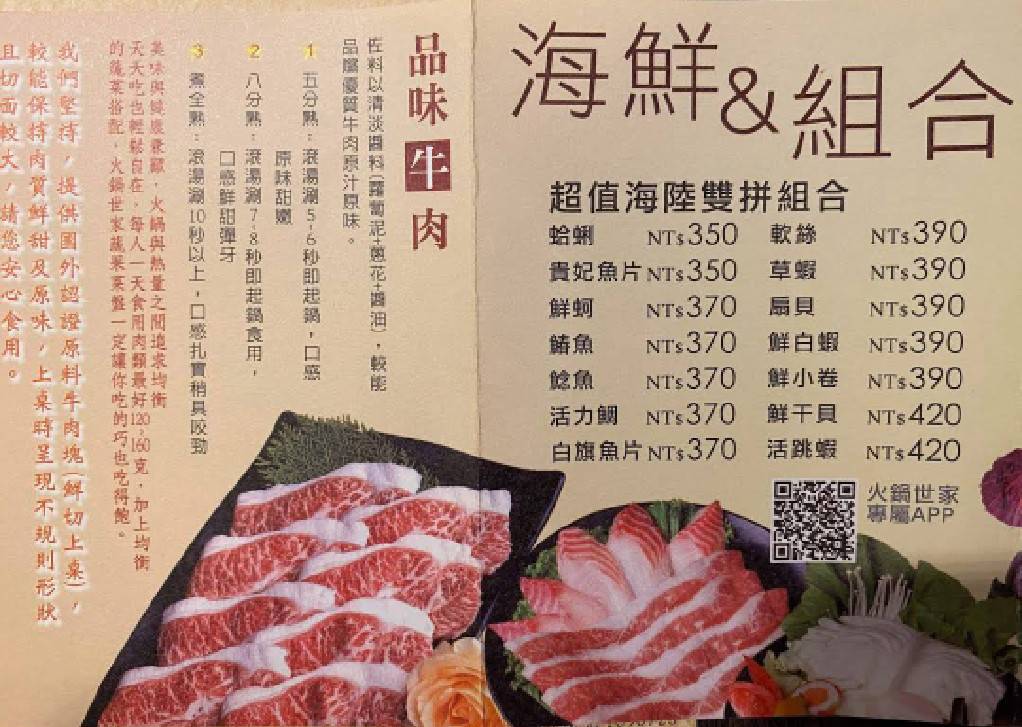 海鮮&組合
超值海陸雙拼組合
蛤蜊 NT$350 軟絲 NT$390
貴妃魚片 NT$350 草蝦 NT$390
鮮蚵 NT$370 扇貝 NT$390
鰆魚 NT$370 鮮白蝦 NT$390
鯰魚 NT$370 鮮小卷 NT$390
活力鯛 NT$370 鮮干貝 NT$420
白旗魚片 NT$370 活跳蝦 NT$420
火鍋世家
專屬APP
品味牛肉
佐料以清淡醬料(蘿蔔泥+蔥花+醬油)，較能
品嚐優質牛肉原汁原味。
1 五分熟：滾湯涮5-6秒即起鍋，口感
原味甜嫩
2 八分熟：滾湯涮7-8秒即起鍋食用，
口感鮮甜彈牙
3 煮全熟：滾湯涮10秒以上，口感扎實稍具咬勁
美味與健康兼顧，火鍋與熱量之間追求均衡
天天吃也輕鬆自在，每人一天食用肉類最好120-160克，加上均衡
的蔬菜搭配，火鍋世家蔬果菜盤一定讓你吃的巧也吃得飽。
我們堅持，提供國外認證原料牛肉塊(鮮切上桌)，
較能保持肉質鮮甜及原味，上桌時呈現不規則形狀
且切面較大，請您安心食用。